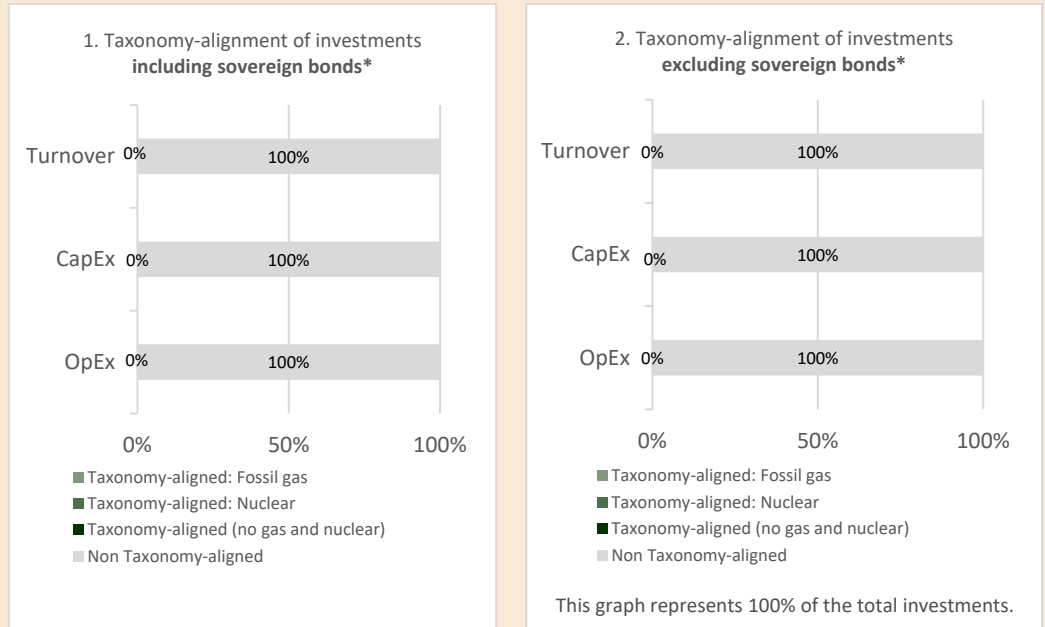 1. Taxonomy-alignment of investments
including sovereign bonds*
Turnover 0% 100%
CapEx 0% 100%
OpEx 0% 100%
0% 50% 100%
Taxonomy-aligned: Fossil gas
Taxonomy-aligned: Nuclear
Taxonomy-aligned (no gas and nuclear)
Non Taxonomy-aligned
2. Taxonomy-alignment of investments
excluding sovereign bonds*
Turnover 0% 100%
CapEx 0% 100%
OpEx 0% 100%
0% 50% 100%
Taxonomy-aligned: Fossil gas
Taxonomy-aligned: Nuclear
Taxonomy-aligned (no gas and nuclear)
Non Taxonomy-aligned
This graph represents 100% of the total investments.